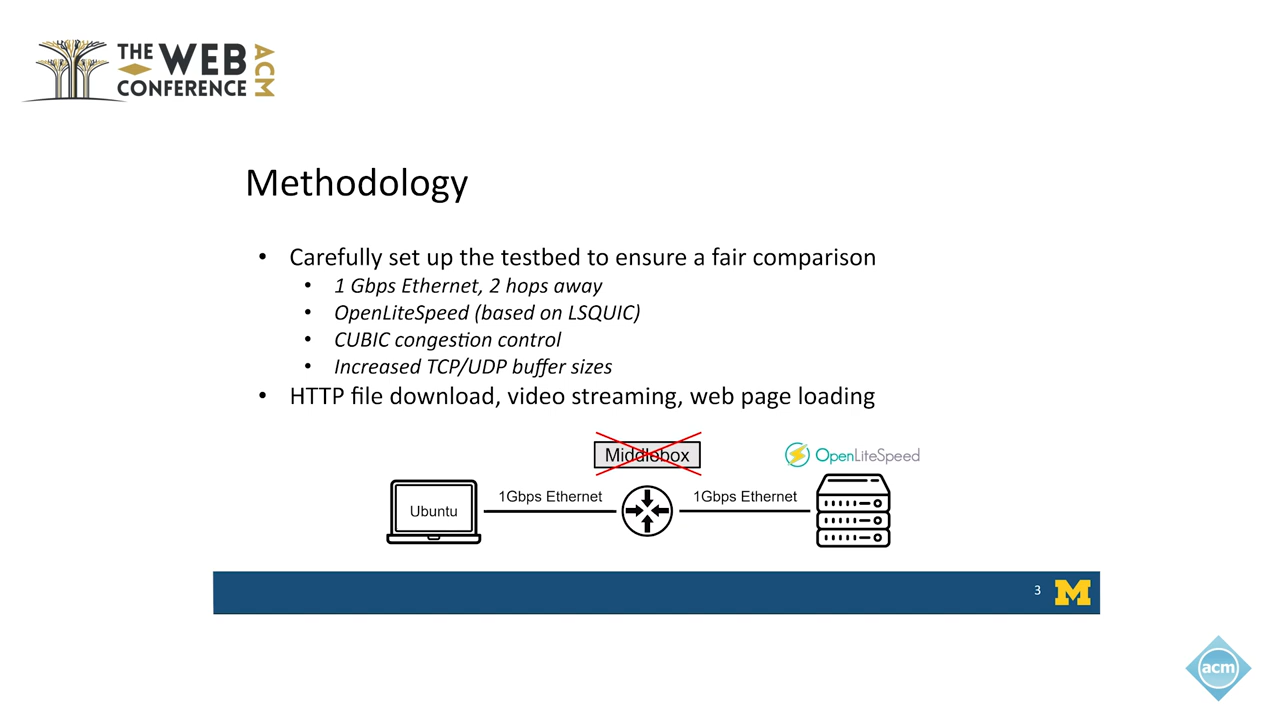 THE WEB
CONFERENCE
ACM
Methodology
• Carefully set up the testbed to ensure a fair comparison
• 1 Gbps Ethernet, 2 hops away
• OpenLiteSpeed (based on LSQUIC)
• CUBIC congestion control
• Increased TCP/UDP buffer sizes
• HTTP file download, video streaming, web page loading
Middlebox
OpenLiteSpeed
Ubuntu
1Gbps Ethernet
1Gbps Ethernet
3
M
acm